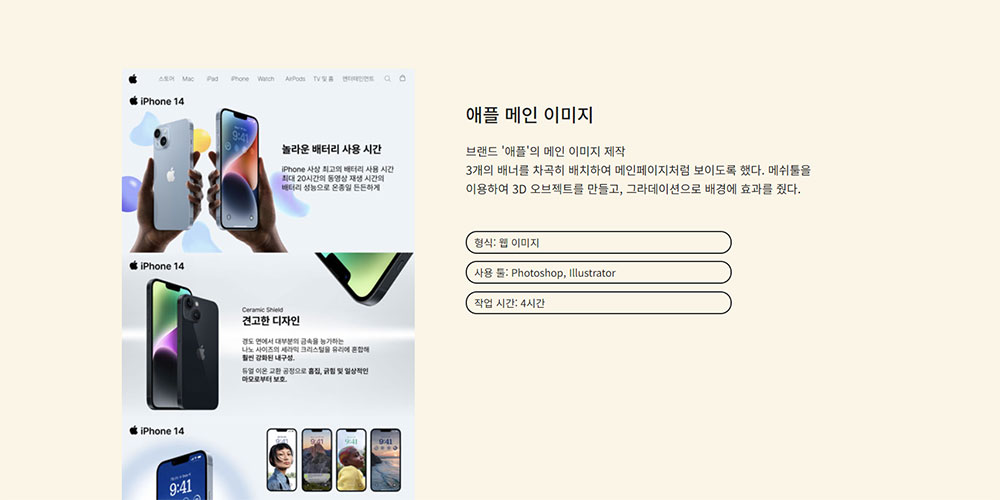 스토어 Mac iPad iPhone Watch AirPods TV 및 홈 엔터테인먼트
iPhone 14
놀라운 배터리 사용 시간
iPhone 사상 최고의 배터리 사용 시간
최대 20시간의 동영상 재생 시간의
배터리 성능으로 온종일 든든하게
iPhone 14
Ceramic Shield
견고한 디자인
경도 면에서 대부분의 금속을 능가하는
나노 사이즈의 세라믹 크리스털을 유리에 혼합해
훨씬 강화된 내구성.
듀얼 이온 교환 공정으로 흠집, 긁힘 및 일상적인
마모로부터 보호.
iPhone 14
9:41
9:41
9:41
9:41
9:41
애플 메인 이미지
브랜드 '애플'의 메인 이미지 제작
3개의 배너를 차곡히 배치하여 메인페이지처럼 보이도록 했다. 메쉬툴을
이용하여 3D 오브젝트를 만들고, 그라데이션으로 배경에 효과를 줬다.
형식: 웹 이미지
사용 툴: Photoshop, Illustrator
작업 시간: 4시간